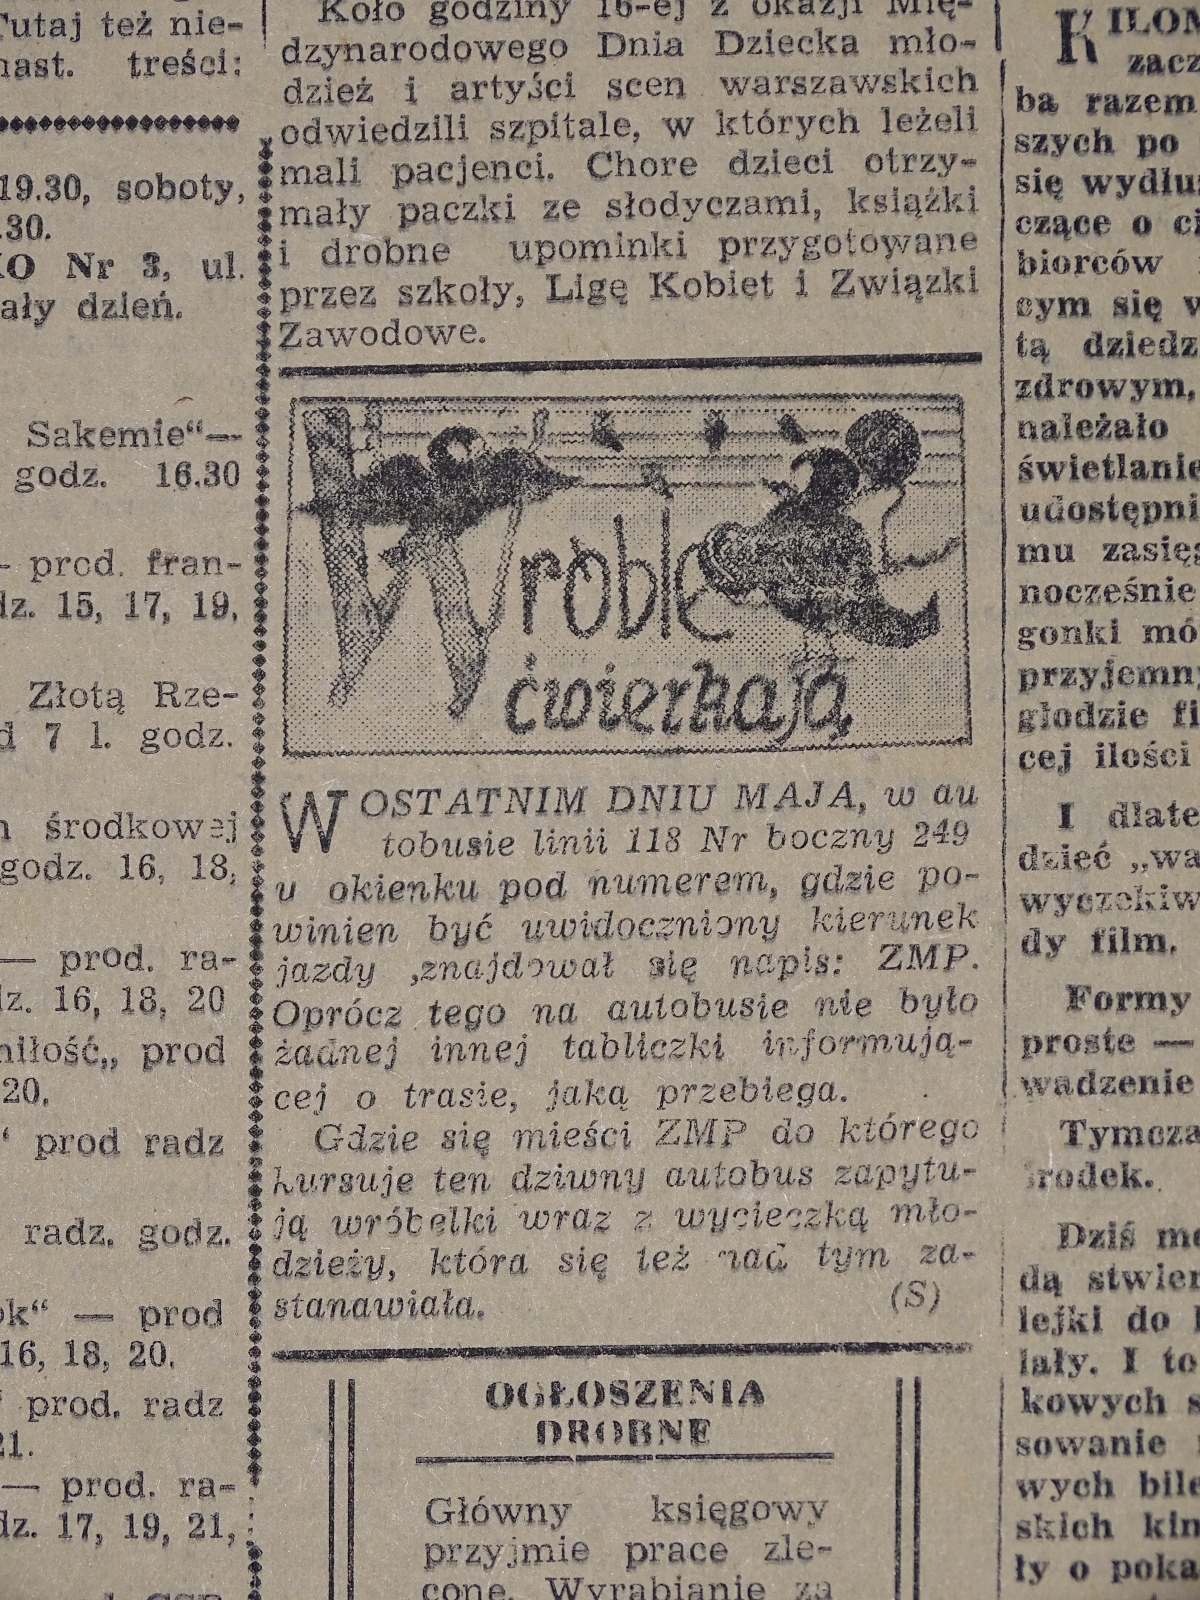 Tutaj też nie-
nast. treści:
19.30, soboty,
.30.
KO Nr 3, ul.
ały dzień.
Sakemie“—
godz. 16.30
— prod. fran-
dz. 15, 17, 19,
Złotą Rze-
d 7 l. godz.
środkowej
godz. 16, 18,
— prod. ra-
dz. 16, 18, 20
miłość„ prod
20.
“ prod radz
radz. godz.
ok“ — prod
16, 18, 20.
prod. radz
21.
— prod. ra-
dz. 17, 19, 21,
Koło godziny 16-ej z okazji Mię-
dzynarodowego Dnia Dziecka mło-
dzież i artyści scen warszawskich
odwiedzili szpitale, w których leżeli
mali pacjenci. Chore dzieci otrzy-
mały paczki ze słodyczami, książki
i drobne upominki przygotowane
przez szkoły, Ligę Kobiet i Związki
Zawodowe.
Wróble
ćwierkają
W OSTATNIM DNIU MAJA, w au
tobusie linii 118 Nr boczny 249
u okienku pod numerem, gdzie po-
winien być uwidoczniony kierunek
jazdy ,znajdował się napis: ZMP.
Oprócz tego na autobusie nie było
żadnej innej tabliczki informują-
cej o trasie, jaką przebiega.
Gdzie się mieści ZMP do którego
kursuje ten dziwny autobus zapytu-
ją wróbelki wraz z wycieczką mło-
dzieży, która się też nad tym za-
stanawiała. (S)
OGŁOSZENIA
DROBNE
Główny księgowy
przyjmie prace zle-
cone. Wyrabianie za
KILOM
zacz
ba razem
szych po
się wydłu
czące o ci
biorców
cym się w
tą dziedz
zdrowym,
należało
świetlanie
udostępni
mu zasięg
nocześnie
gonki mó
przyjemny
głodzie fi
cej ilości
I dlate
dzieć „wa
wyczekiw
dy film.
Formy
proste —
wadzenie
Tymcza
środek.
Dziś mo
dą stwier
lejki do k
lały. I to
kowych s
sowanie
wych bile
skich kin
ły o poka